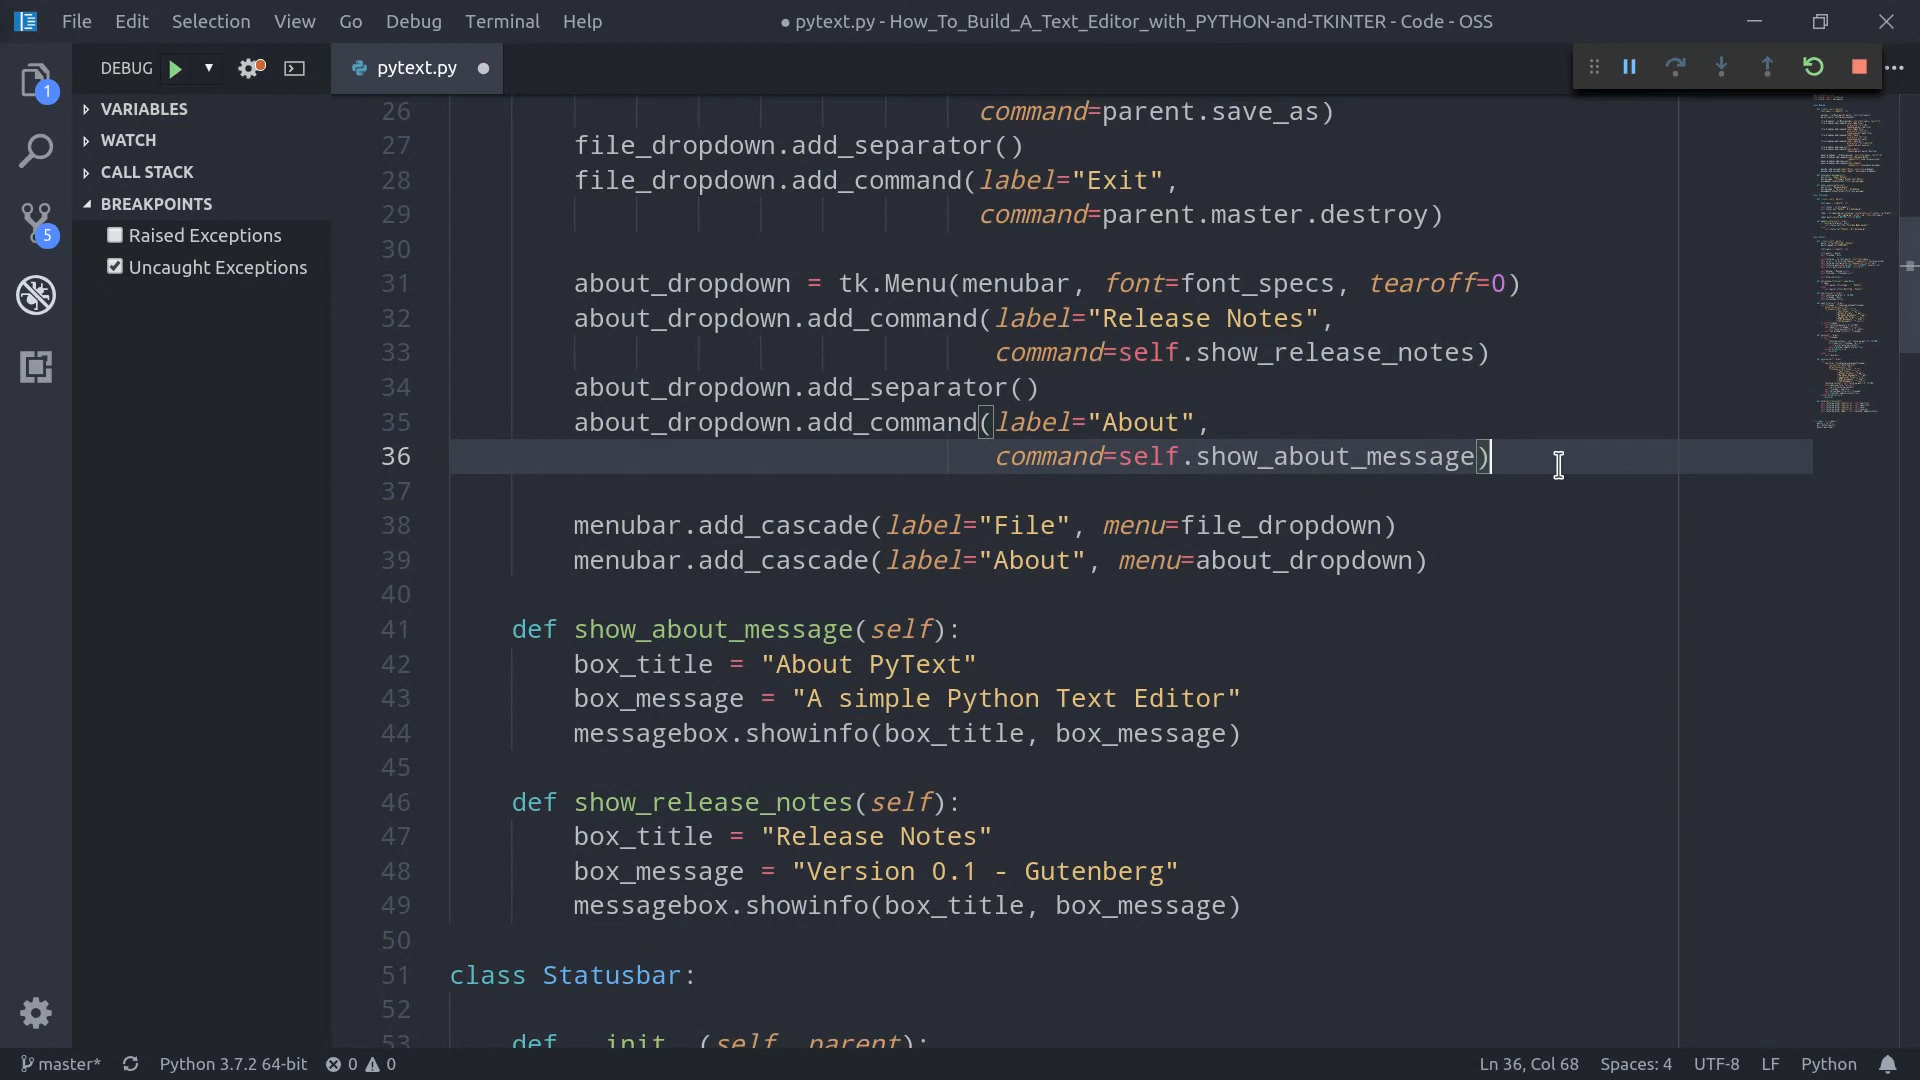 File Edit Selection View Go Debug Terminal Help
● pytext.py - How_To_Build_A_Text_Editor_with_PYTHON-and-TKINTER - Code - OSS
DEBUG
pytext.py
VARIABLES
WATCH
CALL STACK
BREAKPOINTS
Raised Exceptions
Uncaught Exceptions
1
5
26 command=parent.save_as)
27 file_dropdown.add_separator()
28 file_dropdown.add_command(label="Exit",
29 command=parent.master.destroy)
30
31 about_dropdown = tk.Menu(menubar, font=font_specs, tearoff=0)
32 about_dropdown.add_command(label="Release Notes",
33 command=self.show_release_notes)
34 about_dropdown.add_separator()
35 about_dropdown.add_command(label="About",
36 command=self.show_about_message)
37
38 menubar.add_cascade(label="File", menu=file_dropdown)
39 menubar.add_cascade(label="About", menu=about_dropdown)
40
41 def show_about_message(self):
42 box_title = "About PyText"
43 box_message = "A simple Python Text Editor"
44 messagebox.showinfo(box_title, box_message)
45
46 def show_release_notes(self):
47 box_title = "Release Notes"
48 box_message = "Version 0.1 - Gutenberg"
49 messagebox.showinfo(box_title, box_message)
50
51 class Statusbar:
52
53 def __init__(self, parent):
master* Python 3.7.2 64-bit 0 0 Ln 36, Col 68 Spaces: 4 UTF-8 LF Python